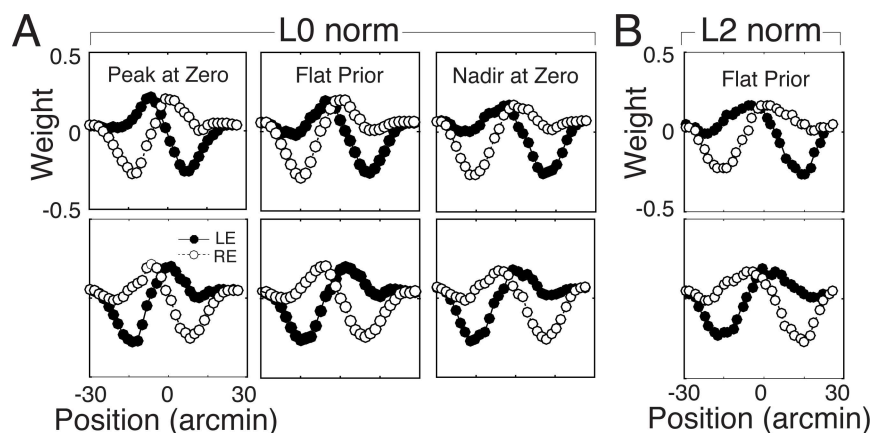 A
L0 norm
B
L2 norm
0.5
0
-0.5
Weight
Peak at Zero
Flat Prior
Nadir at Zero
0.5
0
-0.5
Weight
Flat Prior
LE
RE
-30
0
30
Position (arcmin)
-30
0
30
Position (arcmin)